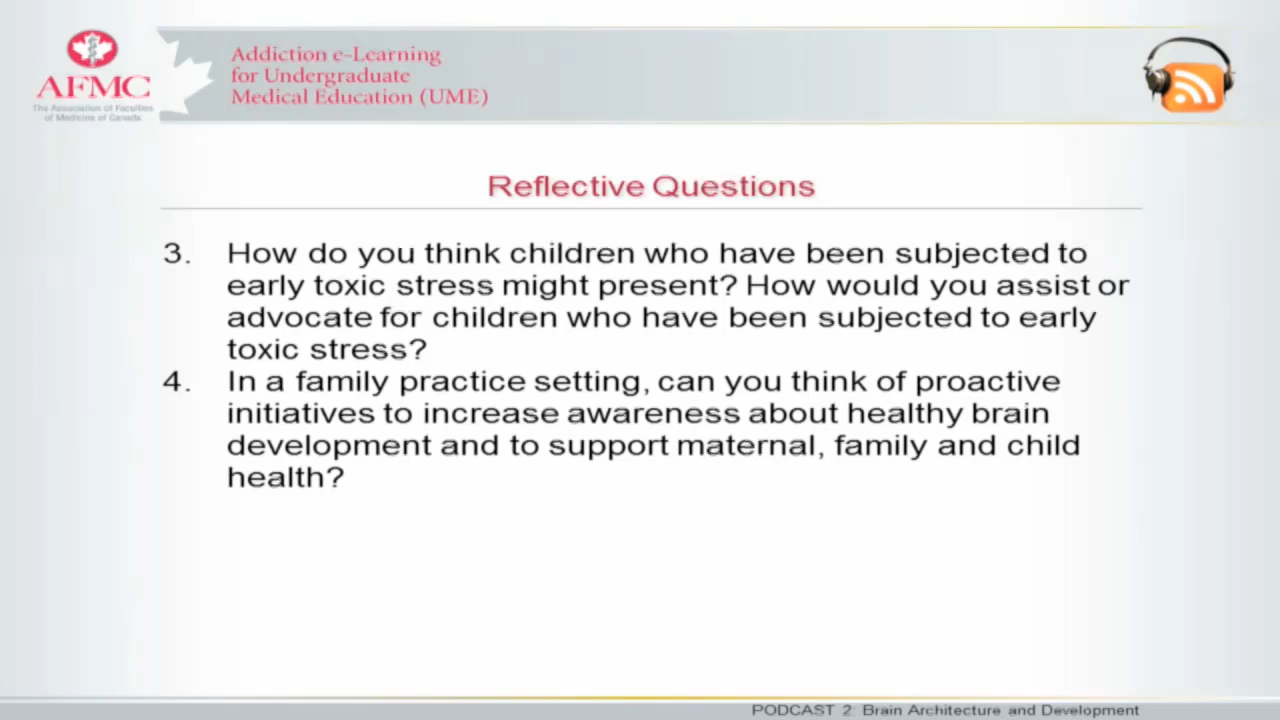 AFMC
The Association of Faculties
of Medicine of Canada
Addiction e-Learning
for Undergraduate
Medical Education (UME)
Reflective Questions
3. How do you think children who have been subjected to
early toxic stress might present? How would you assist or
advocate for children who have been subjected to early
toxic stress?
4. In a family practice setting, can you think of proactive
initiatives to increase awareness about healthy brain
development and to support maternal, family and child
health?
PODCAST 2: Brain Architecture and Development